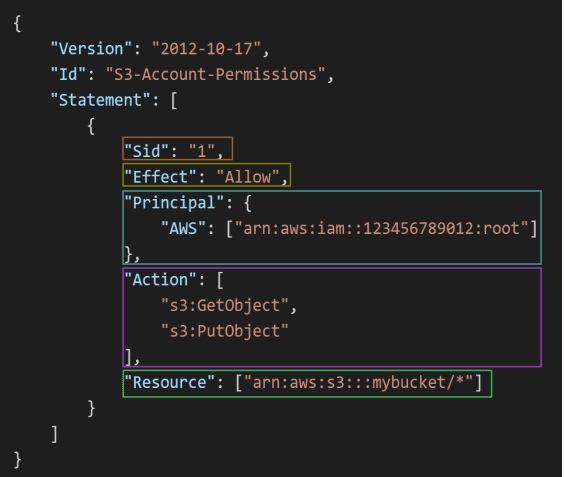 {
    "Version": "2012-10-17",
    "Id": "S3-Account-Permissions",
    "Statement": [
        {
            "Sid": "1",
            "Effect": "Allow",
            "Principal": {
                "AWS": ["arn:aws:iam::123456789012:root"]
            },
            "Action": [
                "s3:GetObject",
                "s3:PutObject"
            ],
            "Resource": ["arn:aws:s3:::mybucket/*"]
        }
    ]
}